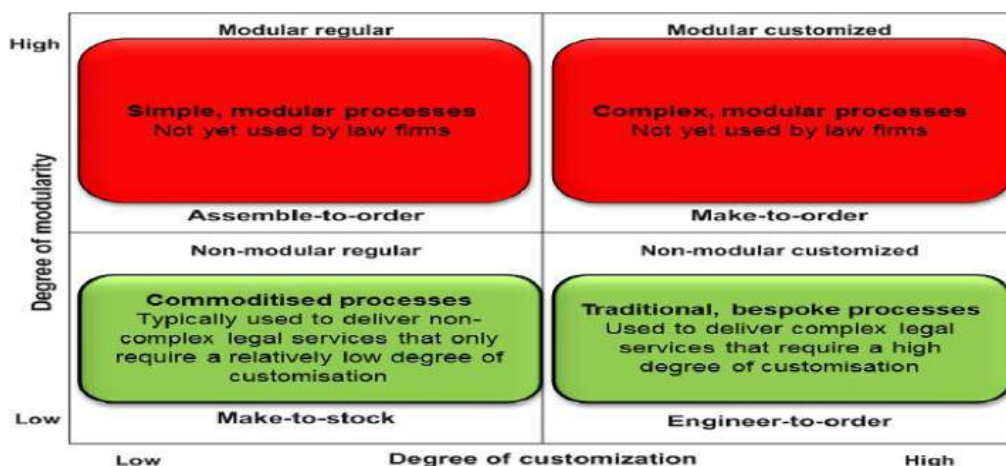 High
Modular regular
Modular customized
Simple, modular processes
Not yet used by law firms
Complex, modular processes
Not yet used by law firms
Assemble-to-order
Make-to-order
Degree of modularity
Non-modular regular
Non-modular customized
Commoditised processes
Typically used to deliver non-
complex legal services that only
require a relatively low degree of
customisation
Traditional, bespoke processes
Used to deliver complex legal
services that require a high
degree of customisation
Make-to-stock
Engineer-to-order
Low
Low
Degree of customization
High